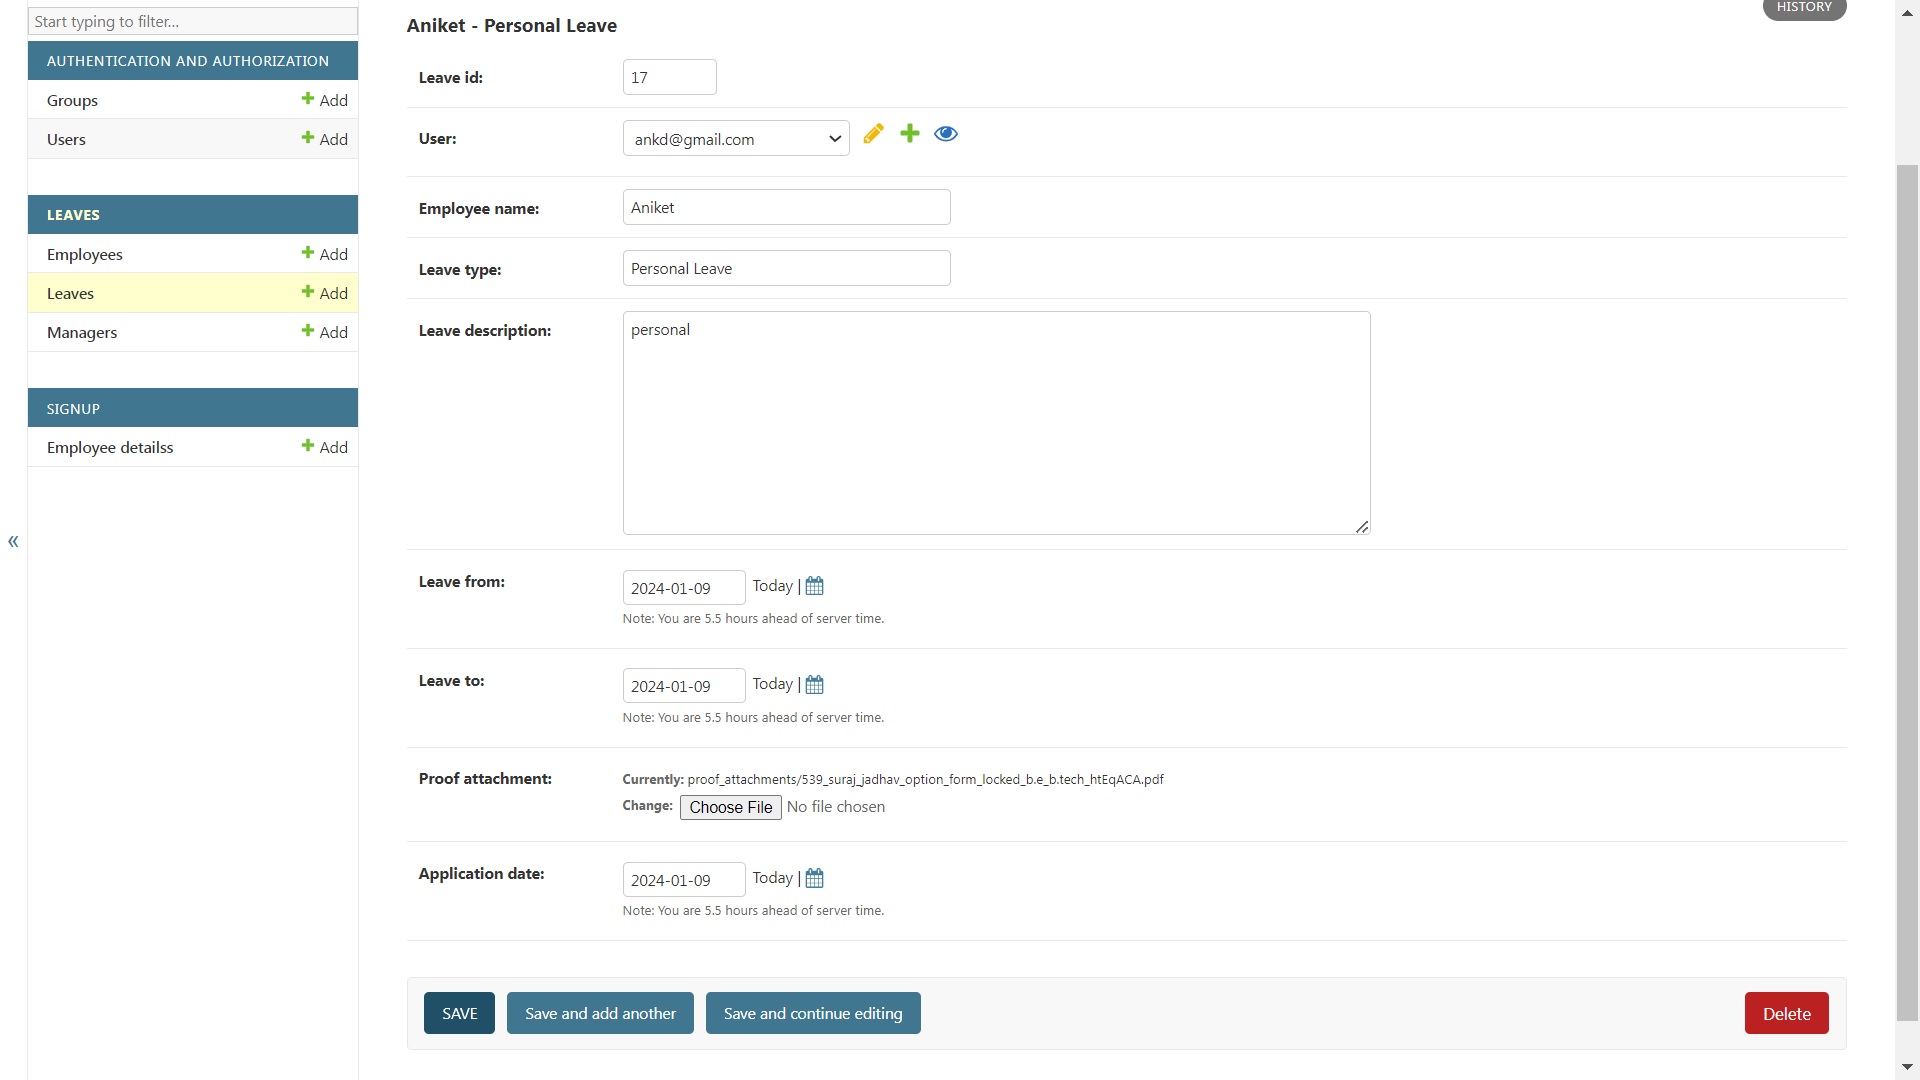 Start typing to filter...
AUTHENTICATION AND AUTHORIZATION
Groups Add
Users Add
LEAVES
Employees Add
Leaves Add
Managers Add
SIGNUP
Employee detailss Add
«
HISTORY
Aniket - Personal Leave
Leave id: 17
User: ankd@gmail.com
Employee name: Aniket
Leave type: Personal Leave
Leave description: personal
Leave from: 2024-01-09 Today |
Note: You are 5.5 hours ahead of server time.
Leave to: 2024-01-09 Today |
Note: You are 5.5 hours ahead of server time.
Proof attachment: Currently: proof_attachments/539_suraj_jadhav_option_form_locked_b.e_b.tech_htEqACA.pdf
Change: Choose File No file chosen
Application date: 2024-01-09 Today |
Note: You are 5.5 hours ahead of server time.
SAVE Save and add another Save and continue editing Delete